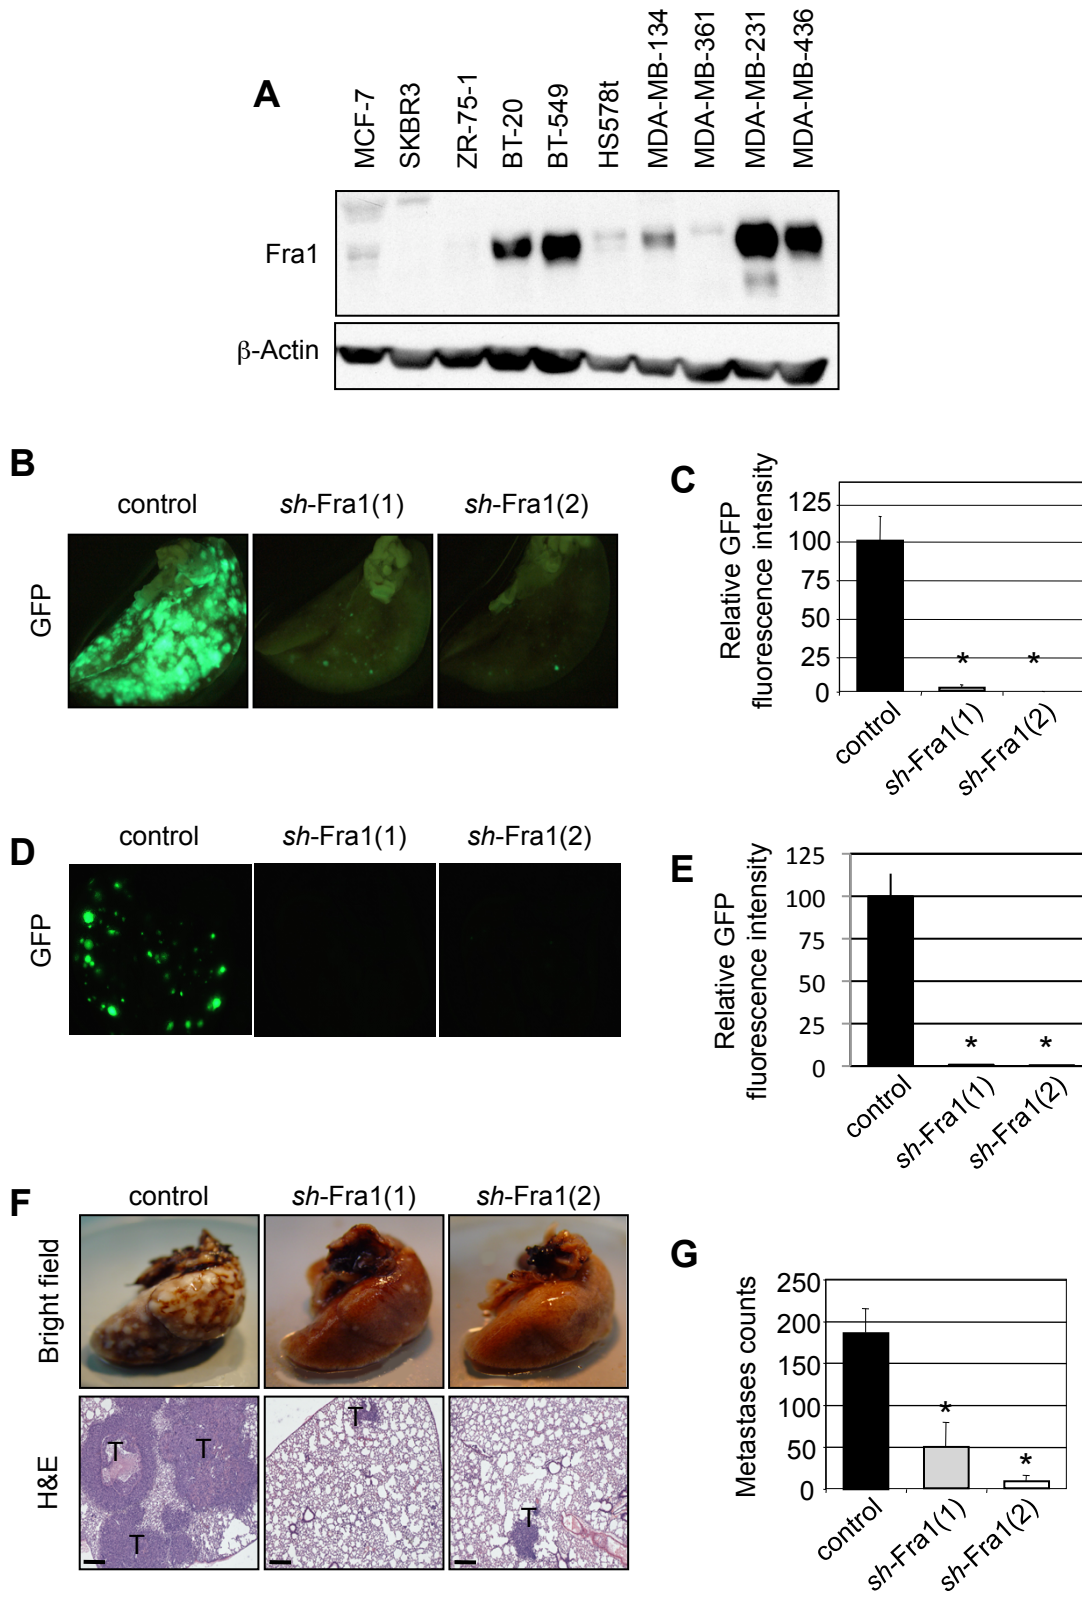 A
MCF-7
SKBR3
ZR-75-1
BT-20
BT-549
HS578t
MDA-MB-134
MDA-MB-361
MDA-MB-231
MDA-MB-436
Fra1
β-Actin
B
control
sh-Fra1(1)
sh-Fra1(2)
GFP
C
Relative GFP
fluorescence intensity
125
100
75
50
25
0
*
*
control
sh-Fra1(1)
sh-Fra1(2)
D
control
sh-Fra1(1)
sh-Fra1(2)
GFP
E
Relative GFP
fluorescence intensity
125
100
75
50
25
0
*
*
control
sh-Fra1(1)
sh-Fra1(2)
F
control
sh-Fra1(1)
sh-Fra1(2)
Bright field
H&E
T
T
T
T
T
G
Metastases counts
250
200
150
100
50
0
*
*
control
sh-Fra1(1)
sh-Fra1(2)